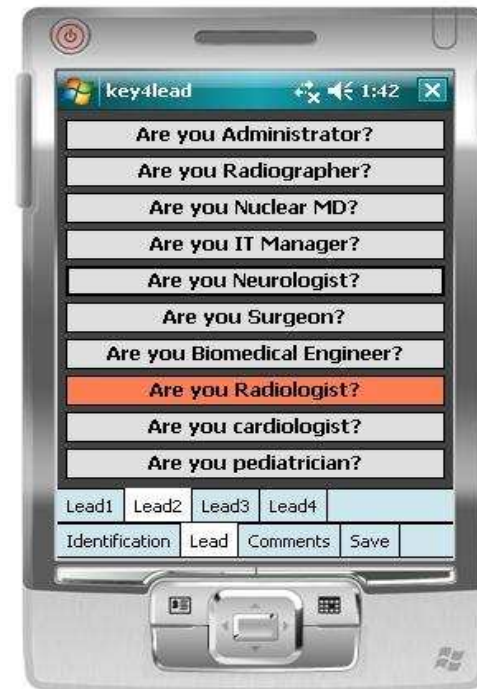 key4lead 1:42
Are you Administrator?
Are you Radiographer?
Are you Nuclear MD?
Are you IT Manager?
Are you Neurologist?
Are you Surgeon?
Are you Biomedical Engineer?
Are you Radiologist?
Are you cardiologist?
Are you pediatrician?
Lead1 Lead2 Lead3 Lead4
Identification Lead Comments Save